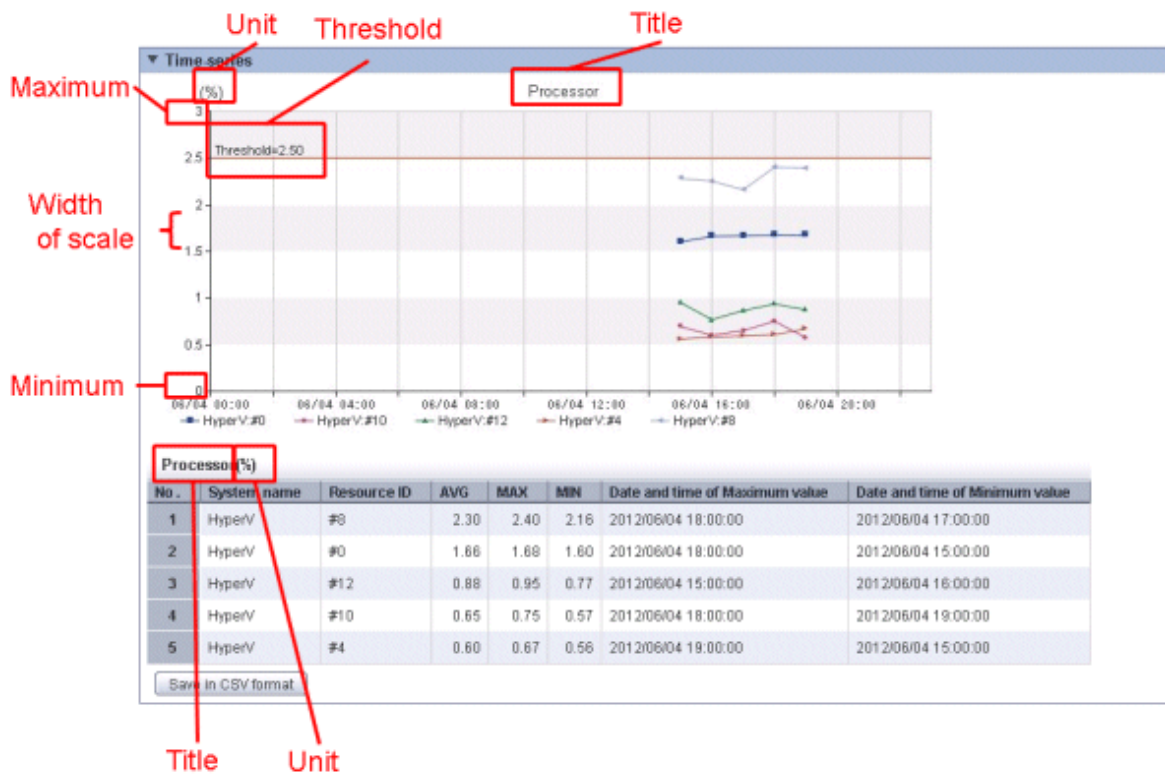 Unit
Threshold
Title
▼ Time series
Maximum
(%)
Processor
3
Threshold=2.50
2.5
Width
of scale
2
1.5
1
0.5
Minimum
0
06/04 00:00 06/04 04:00 06/04 08:00 06/04 12:00 06/04 16:00 06/04 20:00
HyperV:#0 HyperV:#10 HyperV:#12 HyperV:#4 HyperV:#8
Processor(%)
No. System name Resource ID AVG MAX MIN Date and time of Maximum value Date and time of Minimum value
1 HyperV #8 2.30 2.40 2.16 2012/06/04 18:00:00 2012/06/04 17:00:00
2 HyperV #0 1.66 1.68 1.60 2012/06/04 18:00:00 2012/06/04 15:00:00
3 HyperV #12 0.88 0.95 0.77 2012/06/04 15:00:00 2012/06/04 16:00:00
4 HyperV #10 0.65 0.75 0.57 2012/06/04 18:00:00 2012/06/04 19:00:00
5 HyperV #4 0.60 0.67 0.56 2012/06/04 19:00:00 2012/06/04 15:00:00
Save in CSV format
Title
Unit